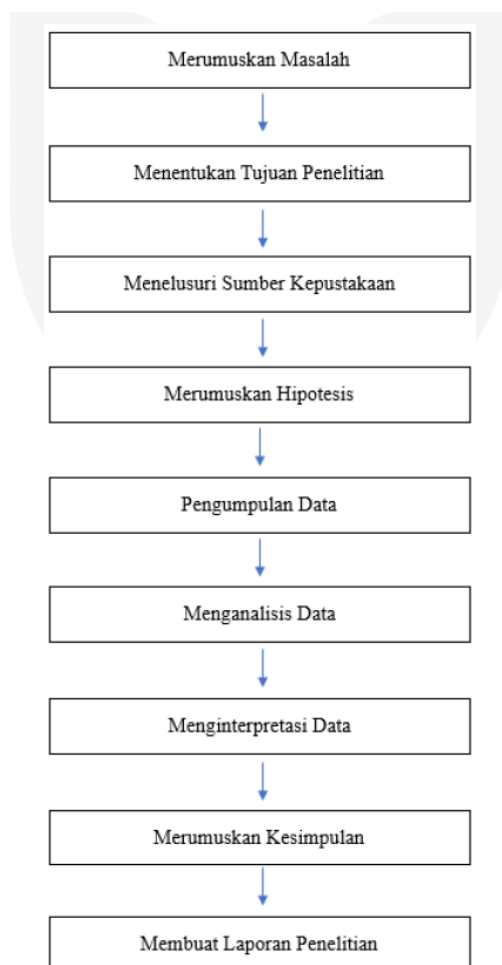 Merumuskan Masalah
Menentukan Tujuan Penelitian
Menelusuri Sumber Kepustakaan
Merumuskan Hipotesis
Pengumpulan Data
Menganalisis Data
Menginterpretasi Data
Merumuskan Kesimpulan
Membuat Laporan Penelitian